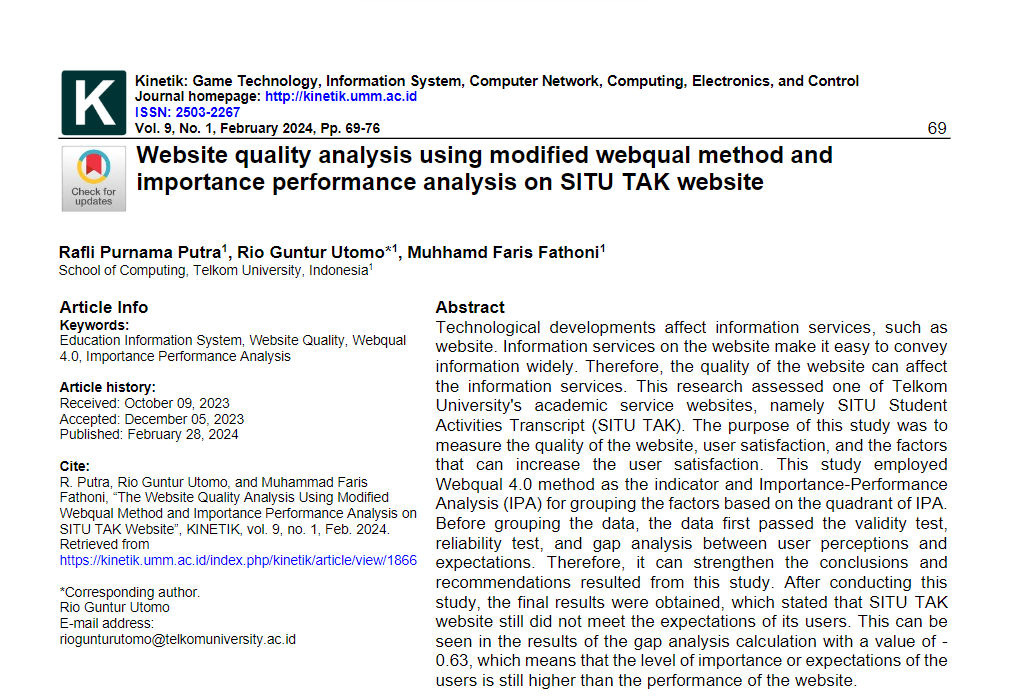 K
Kinetik: Game Technology, Information System, Computer Network, Computing, Electronics, and Control
Journal homepage: http://kinetik.umm.ac.id
ISSN: 2503-2267
Vol. 9, No. 1, February 2024, Pp. 69-76
69
Check for
updates
Website quality analysis using modified webqual method and
importance performance analysis on SITU TAK website
Rafli Purnama Putra1, Rio Guntur Utomo*1, Muhhamd Faris Fathoni1
School of Computing, Telkom University, Indonesia1
Article Info
Keywords:
Education Information System, Website Quality, Webqual
4.0, Importance Performance Analysis
Article history:
Received: October 09, 2023
Accepted: December 05, 2023
Published: February 28, 2024
Cite:
R. Putra, Rio Guntur Utomo, and Muhammad Faris
Fathoni, “The Website Quality Analysis Using Modified
Webqual Method and Importance Performance Analysis on
SITU TAK Website”, KINETIK, vol. 9, no. 1, Feb. 2024.
Retrieved from
https://kinetik.umm.ac.id/index.php/kinetik/article/view/1866
*Corresponding author.
Rio Guntur Utomo
E-mail address:
riogunturutomo@telkomuniversity.ac.id
Abstract
Technological developments affect information services, such as
website. Information services on the website make it easy to convey
information widely. Therefore, the quality of the website can affect
the information services. This research assessed one of Telkom
University's academic service websites, namely SITU Student
Activities Transcript (SITU TAK). The purpose of this study was to
measure the quality of the website, user satisfaction, and the factors
that can increase the user satisfaction. This study employed
Webqual 4.0 method as the indicator and Importance-Performance
Analysis (IPA) for grouping the factors based on the quadrant of IPA.
Before grouping the data, the data first passed the validity test,
reliability test, and gap analysis between user perceptions and
expectations. Therefore, it can strengthen the conclusions and
recommendations resulted from this study. After conducting this
study, the final results were obtained, which stated that SITU TAK
website still did not meet the expectations of its users. This can be
seen in the results of the gap analysis calculation with a value of -
0.63, which means that the level of importance or expectations of the
users is still higher than the performance of the website.